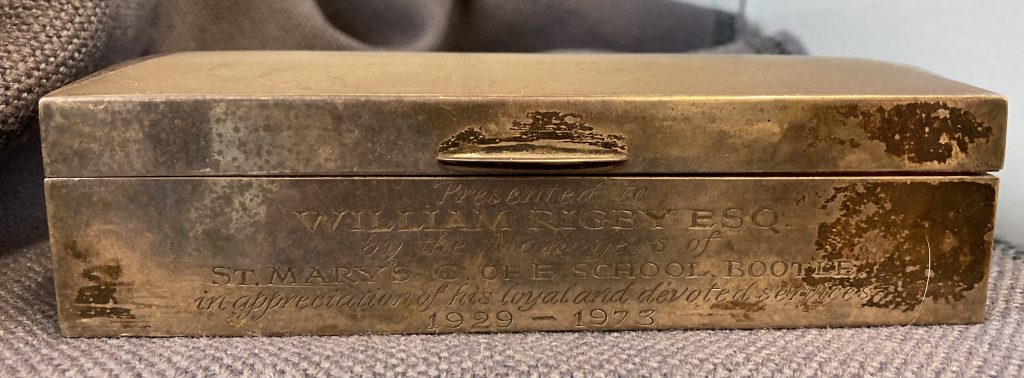 Presented to
WILLIAM RIGBY ESQ.
by the Managers of
ST. MARY'S C. OF E. SCHOOL, BOOTLE
in appreciation of his loyal and devoted services
1929 – 1973